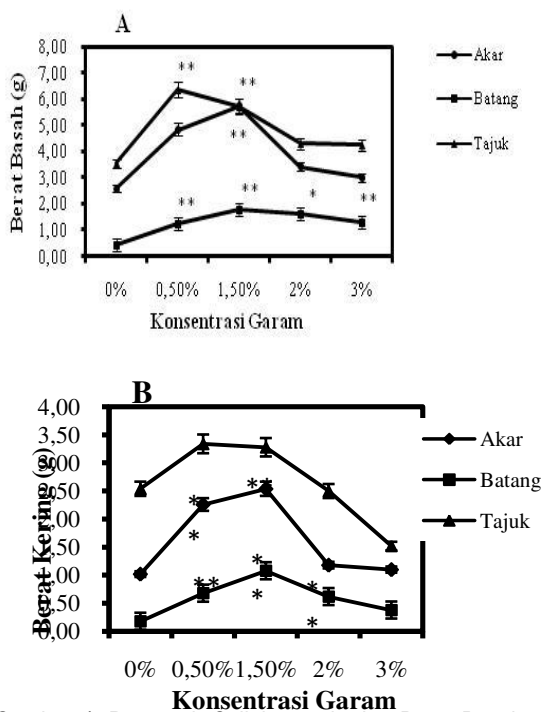 A
8,00
7,00
6,00
5,00
4,00
3,00
2,00
1,00
0,00
Berat Basah (g)
**
**
**
**
**
*
**
0% 0,50% 1,50% 2% 3%
Konsentrasi Garam
Akar
Batang
Tajuk
B
4,00
3,50
Berat Kering (g)
0% 0,50% 1,50% 2% 3%
Konsentrasi Garam
Akar
Batang
Tajuk